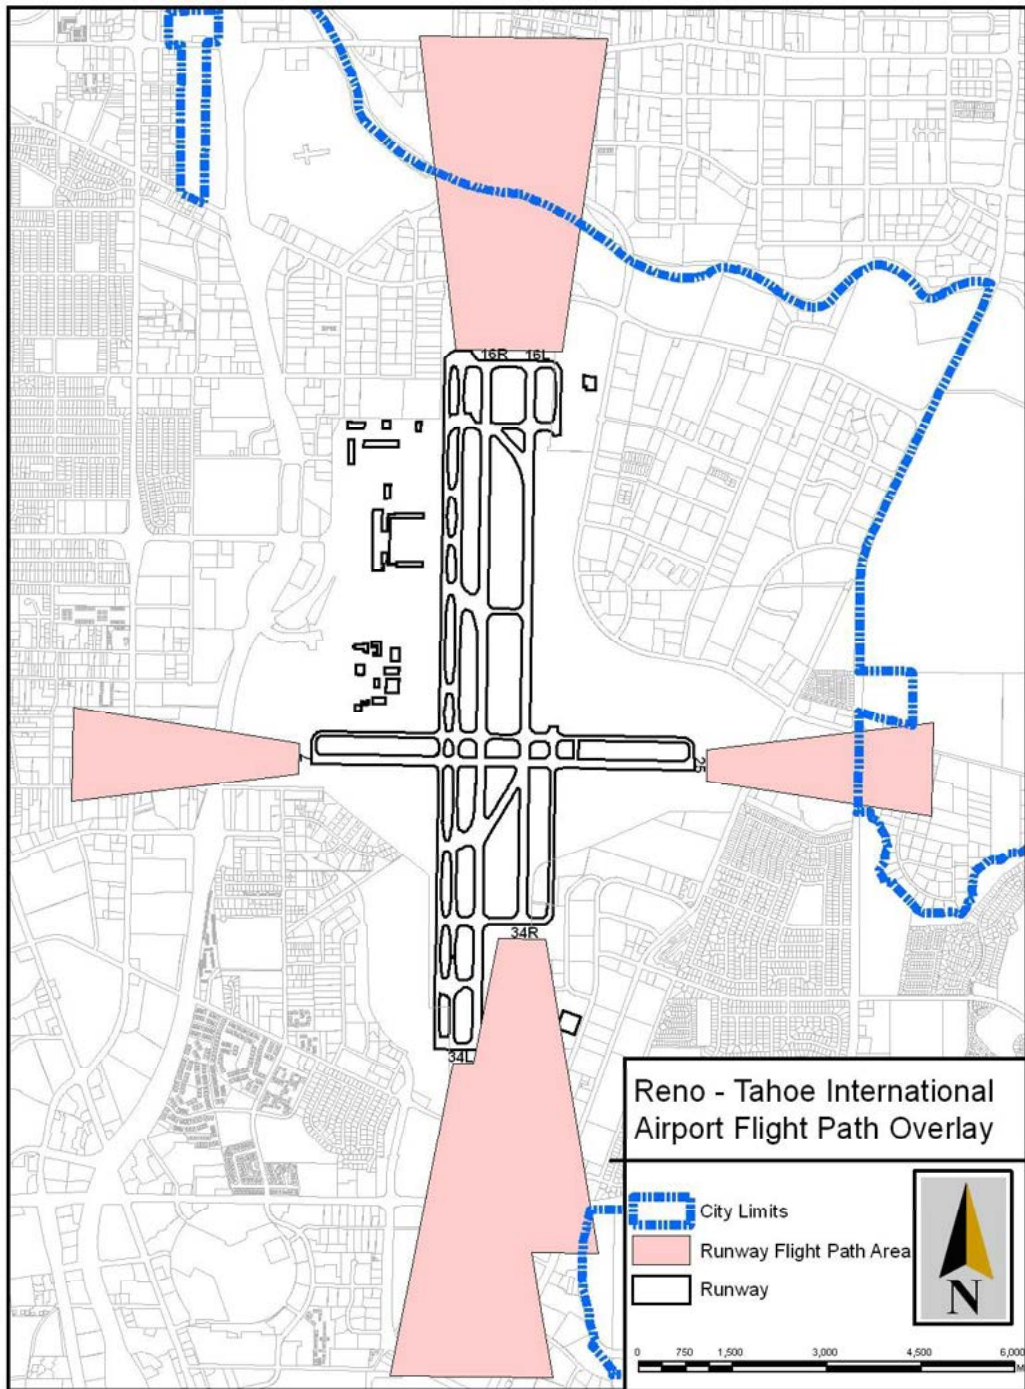 16R 16L
7
25
34R
34L
Reno - Tahoe International
Airport Flight Path Overlay
City Limits
Runway Flight Path Area
Runway
N
0 750 1,500 3,000 4,500 6,000
M